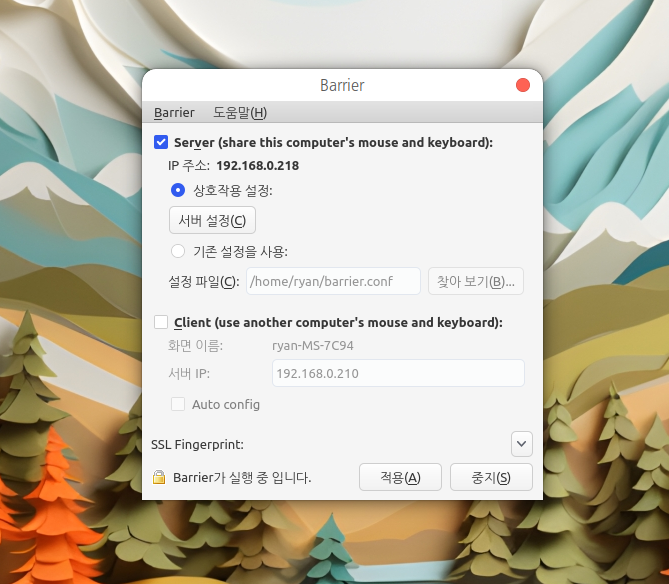 Barrier
Barrier 도움말(H)
Server (share this computer's mouse and keyboard):
IP 주소: 192.168.0.218
상호작용 설정:
서버 설정(C)
기존 설정을 사용:
설정 파일(C): /home/ryan/barrier.conf 찾아 보기(B)...
Client (use another computer's mouse and keyboard):
화면 이름: ryan-MS-7C94
서버 IP: 192.168.0.210
Auto config
SSL Fingerprint:
Barrier가 실행 중 입니다. 적용(A) 중지(S)